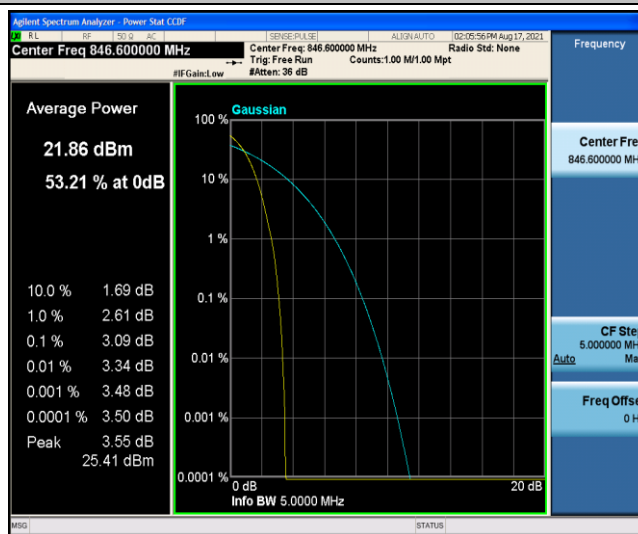 Agilent Spectrum Analyzer - Power Stat CCDF
RL RF 50 Ω AC SENSE:PULSE ALIGNAUTO 02:05:56PM Aug 17, 2021
Center Freq 846.600000 MHz
Center Freq: 846.600000 MHz Radio Std: None
Trig: Free Run Counts:1.00 M/1.00 Mpt
#IFGain:Low #Atten: 36 dB
Frequency
Average Power
21.86 dBm
53.21 % at 0dB
10.0 % 1.69 dB
1.0 % 2.61 dB
0.1 % 3.09 dB
0.01 % 3.34 dB
0.001 % 3.48 dB
0.0001 % 3.50 dB
Peak 3.55 dB
25.41 dBm
Gaussian
100 %
10 %
1 %
0.1 %
0.01 %
0.001 %
0.0001 %
0 dB 20 dB
Info BW 5.0000 MHz
Center Fre
846.600000 MH
CF Ste
5.000000 MH
Auto Ma
Freq Offse
0 H
MSG STATUS